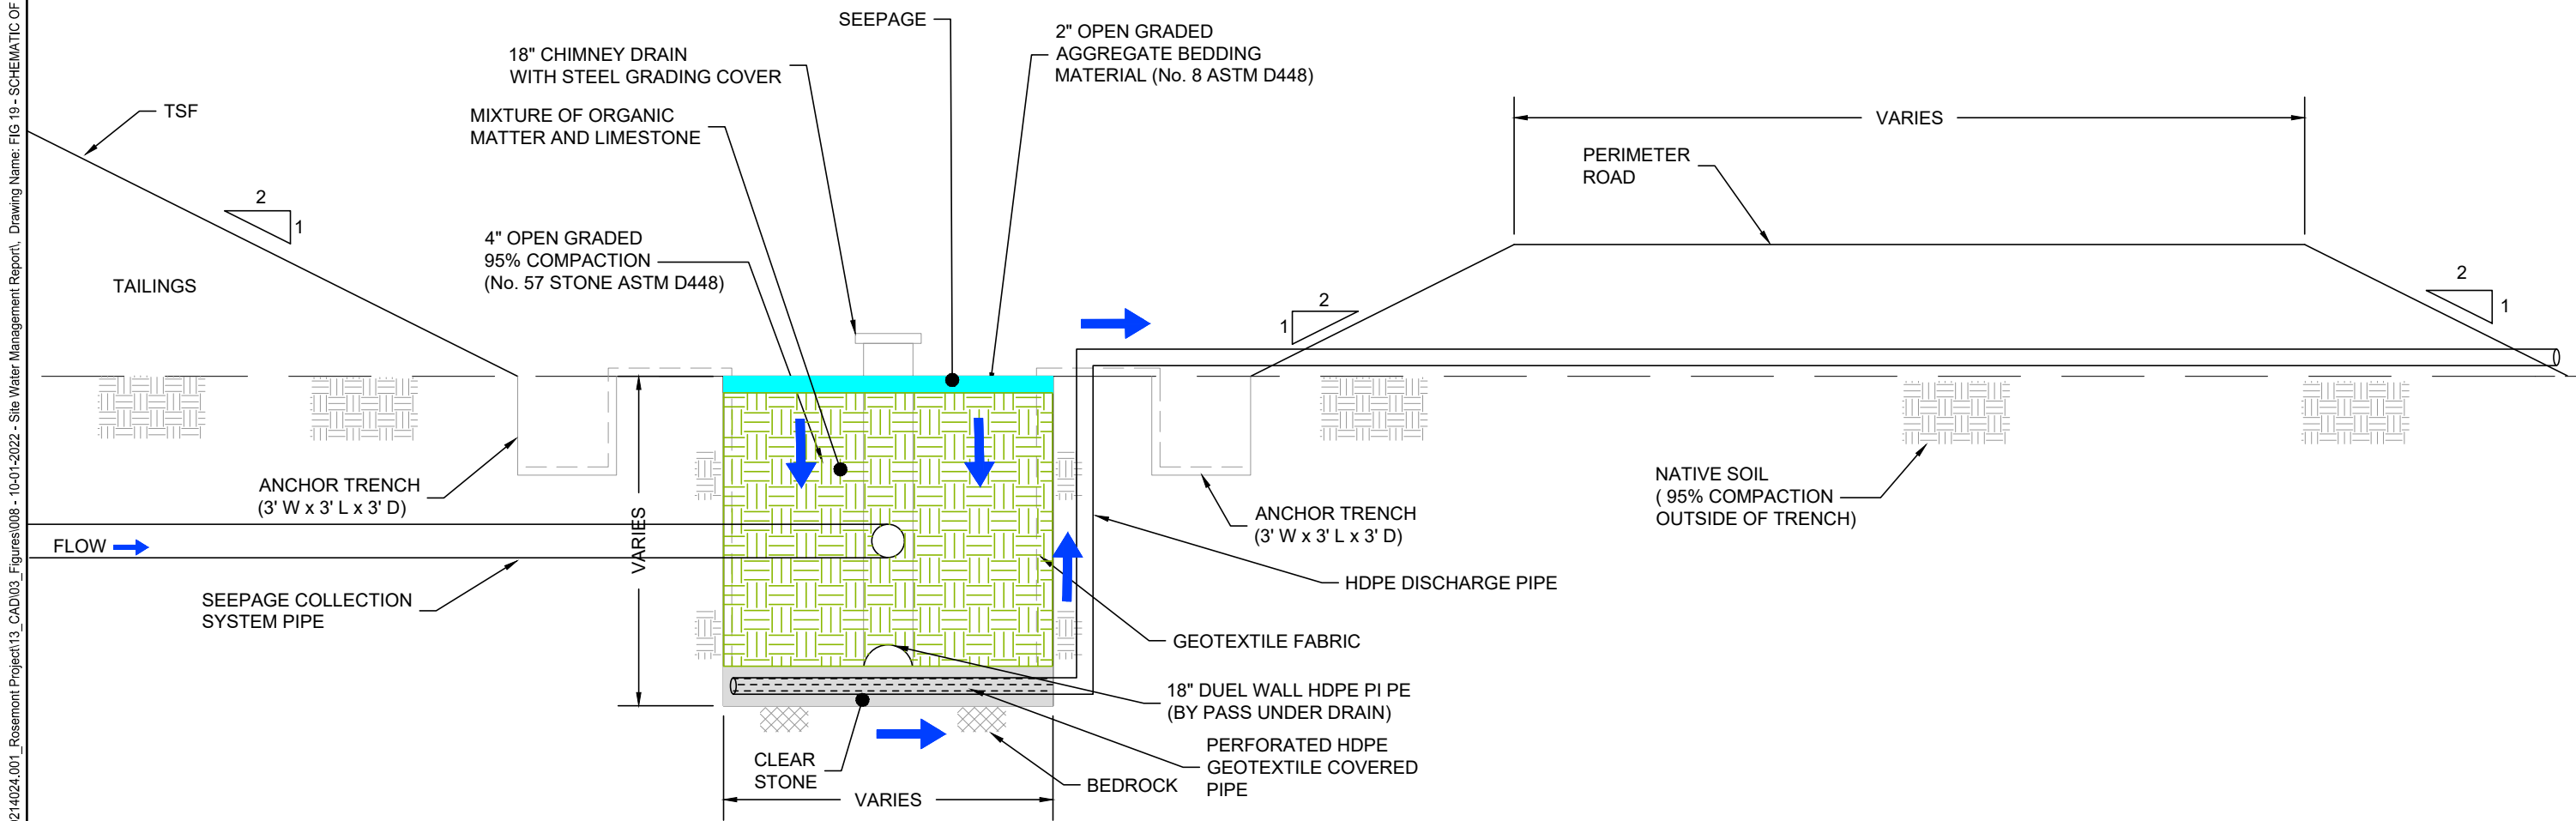 0214024.001_Rosemont Project\13_CAD\03_Figures\008 - 10-01-2022 - Site Water Management Report\, Drawing Name: FIG 19 - SCHEMATIC OF
SEEPAGE
2" OPEN GRADED
AGGREGATE BEDDING
MATERIAL (No. 8 ASTM D448)
18" CHIMNEY DRAIN
WITH STEEL GRADING COVER
TSF
MIXTURE OF ORGANIC
MATTER AND LIMESTONE
VARIES
PERIMETER
ROAD
2
1
4" OPEN GRADED
95% COMPACTION
(No. 57 STONE ASTM D448)
TAILINGS
2
1
2
1
ANCHOR TRENCH
(3' W x 3' L x 3' D)
VARIES
ANCHOR TRENCH
(3' W x 3' L x 3' D)
NATIVE SOIL
( 95% COMPACTION
OUTSIDE OF TRENCH)
FLOW
HDPE DISCHARGE PIPE
SEEPAGE COLLECTION
SYSTEM PIPE
GEOTEXTILE FABRIC
18" DUEL WALL HDPE PI PE
(BY PASS UNDER DRAIN)
PERFORATED HDPE
GEOTEXTILE COVERED
PIPE
CLEAR
STONE
BEDROCK
VARIES